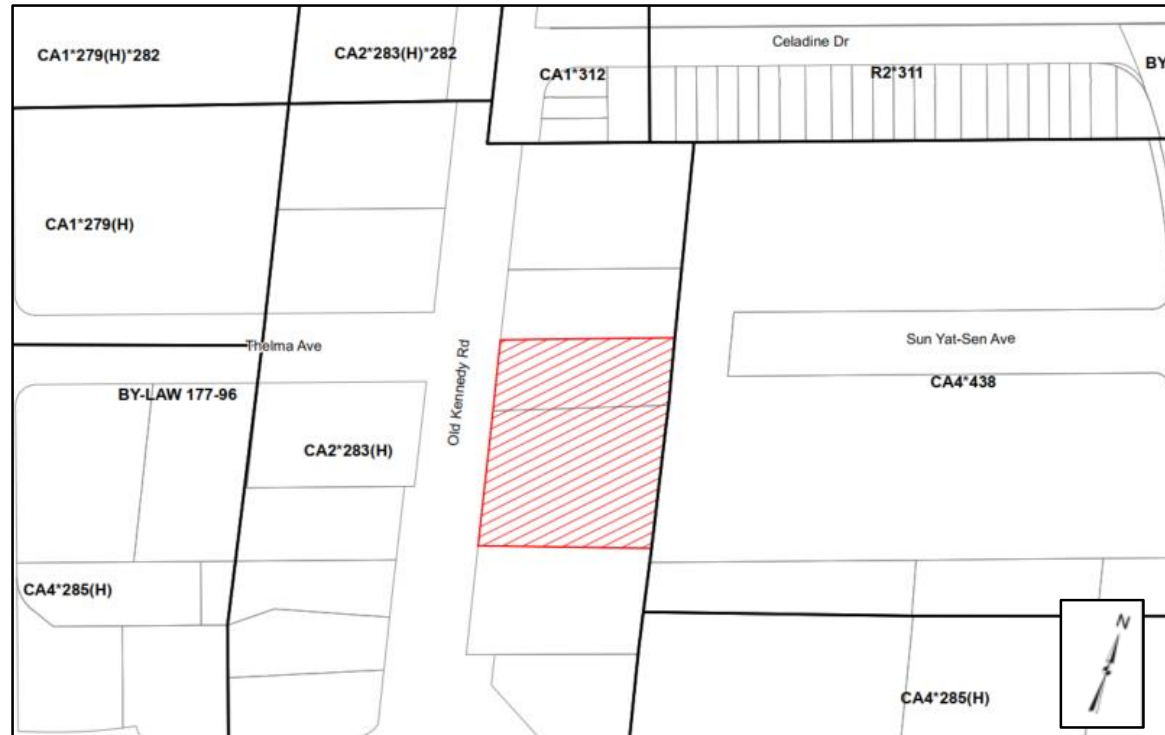 CA1*279(H)*282
CA2*283(H)*282
Celadine Dr
CA1*312
R2*311
BY
CA1*279(H)
Thelma Ave
Old Kennedy Rd
Sun Yat-Sen Ave
CA4*438
BY-LAW 177-96
CA2*283(H)
CA4*285(H)
CA4*285(H)
N